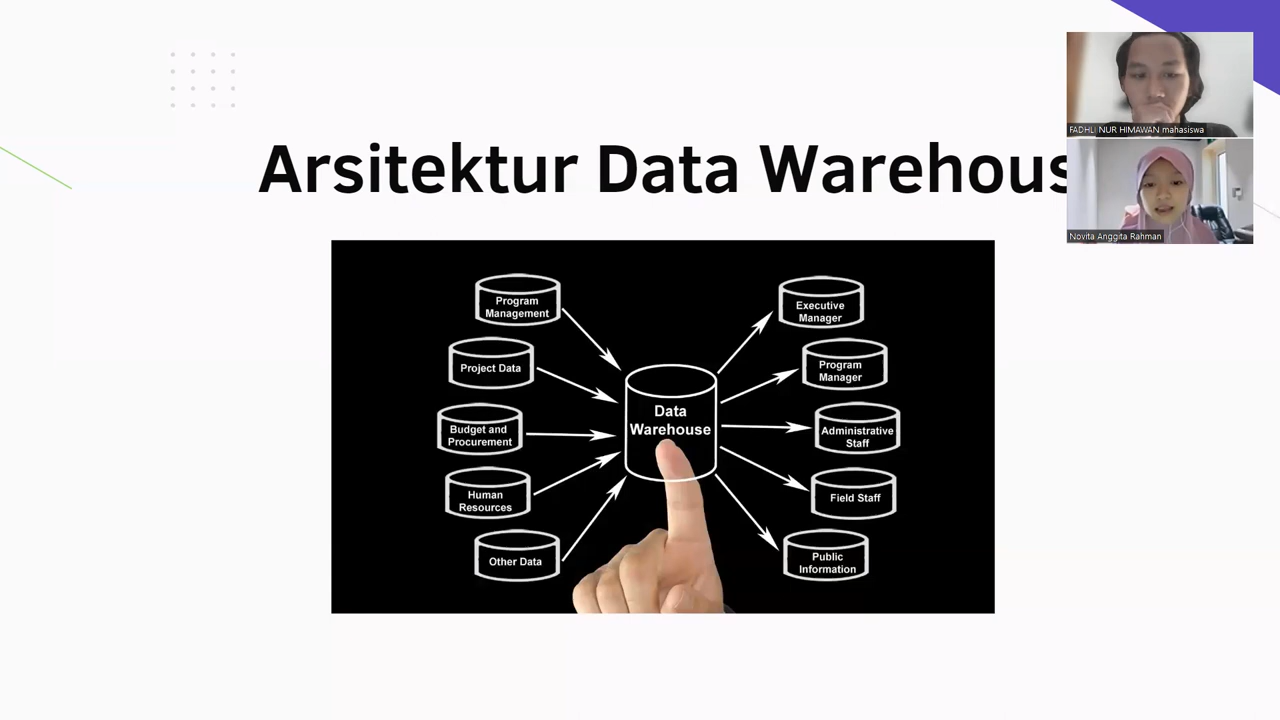 Arsitektur Data Warehous
FADHLI NUR HIMAWAN mahasiswa
Novita Anggita Rahman
Program
Management
Project Data
Budget and
Procurement
Human
Resources
Other Data
Data
Warehouse
Executive
Manager
Program
Manager
Administrative
Staff
Field Staff
Public
Information